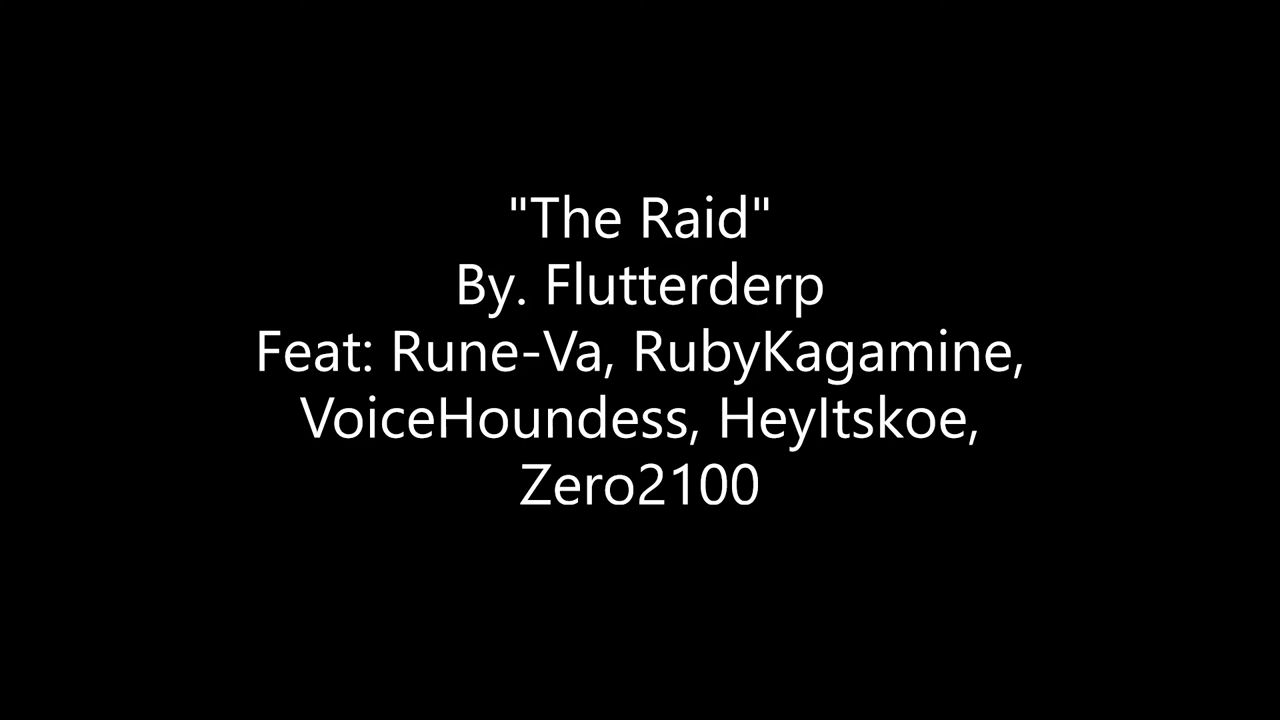 "The Raid"
By. Flutterderp
Feat: Rune-Va, RubyKagamine,
VoiceHoundess, HeyItskoe,
Zero2100